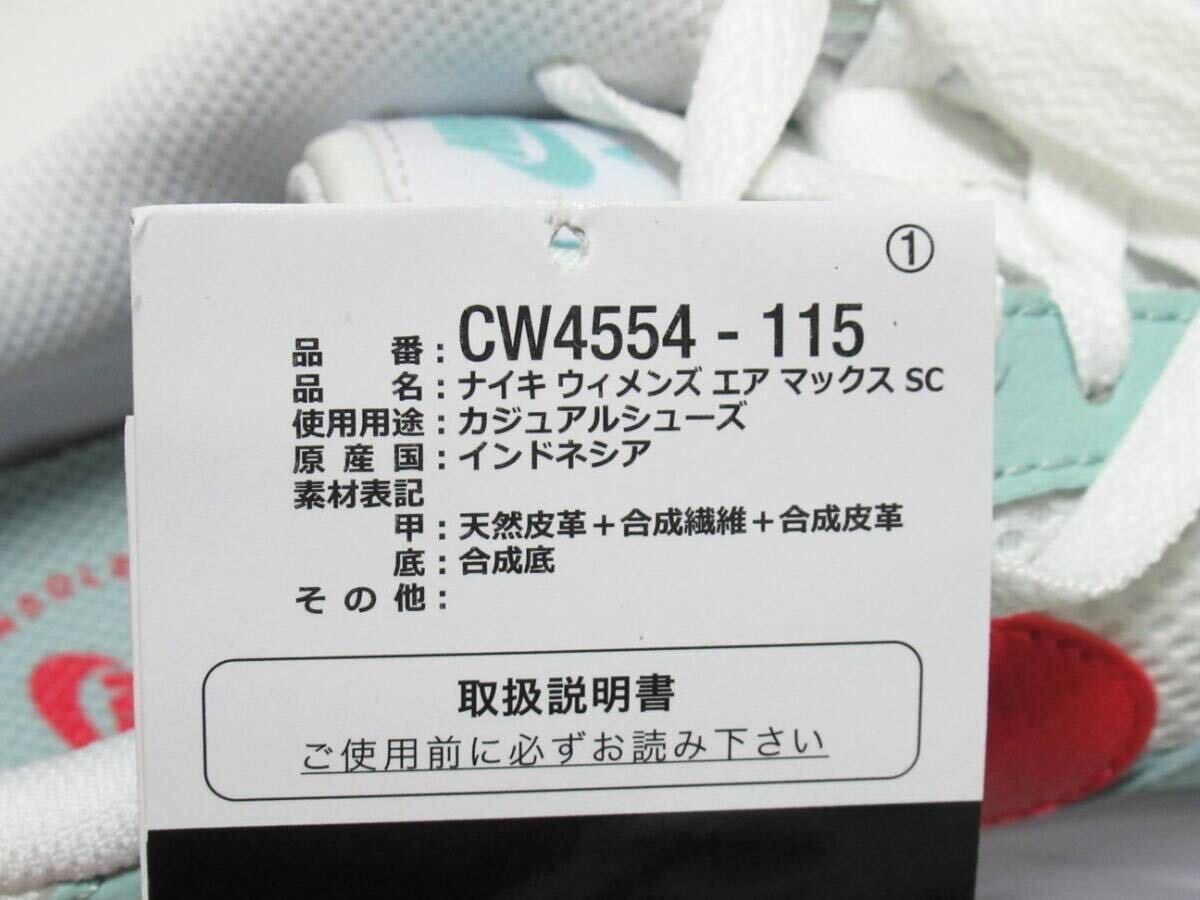 ①
品番：CW4554 - 115
品名：ナイキ ウィメンズ エア マックス SC
使用用途：カジュアルシューズ
原産国：インドネシア
素材表記
甲：天然皮革＋合成繊維＋合成皮革
底：合成底
その他：
取扱説明書
ご使用前に必ずお読み下さい